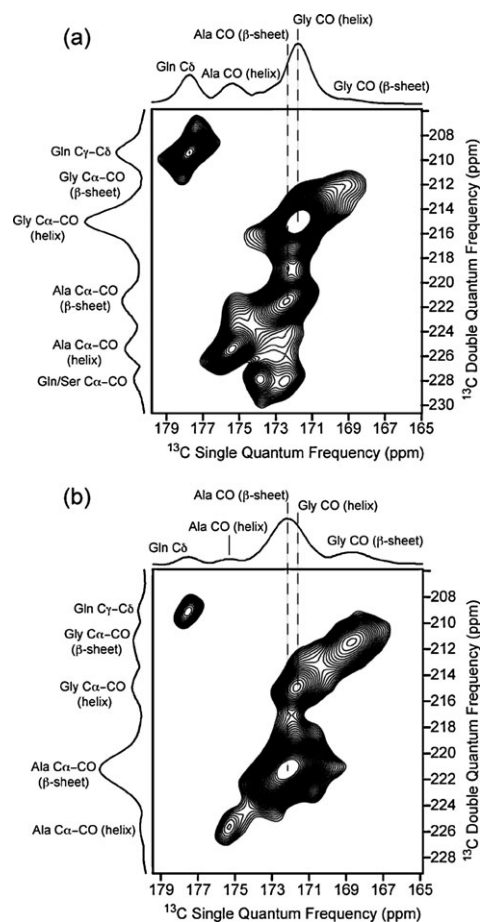 (a)
Gly CO (helix)
Ala CO (β-sheet)
Gln Cδ
Ala CO (helix)
Gly CO (β-sheet)
Gln Cγ–Cδ
Gly Cα–CO
(β-sheet)
Gly Cα–CO
(helix)
Ala Cα–CO
(β-sheet)
Ala Cα–CO
(helix)
Gln/Ser Cα–CO
208
210
212
214
216
218
220
222
224
226
228
230
13C Double Quantum Frequency (ppm)
179 177 175 173 171 169 167 165
13C Single Quantum Frequency (ppm)
(b)
Ala CO (β-sheet)
Gly CO (helix)
Ala CO (helix)
Gly CO (β-sheet)
Gln Cδ
Gln Cγ–Cδ
Gly Cα–CO
(β-sheet)
Gly Cα–CO
(helix)
Ala Cα–CO
(β-sheet)
Ala Cα–CO (helix)
208
210
212
214
216
218
220
222
224
226
228
13C Double Quantum Frequency (ppm)
179 177 175 173 171 169 167 165
13C Single Quantum Frequency (ppm)